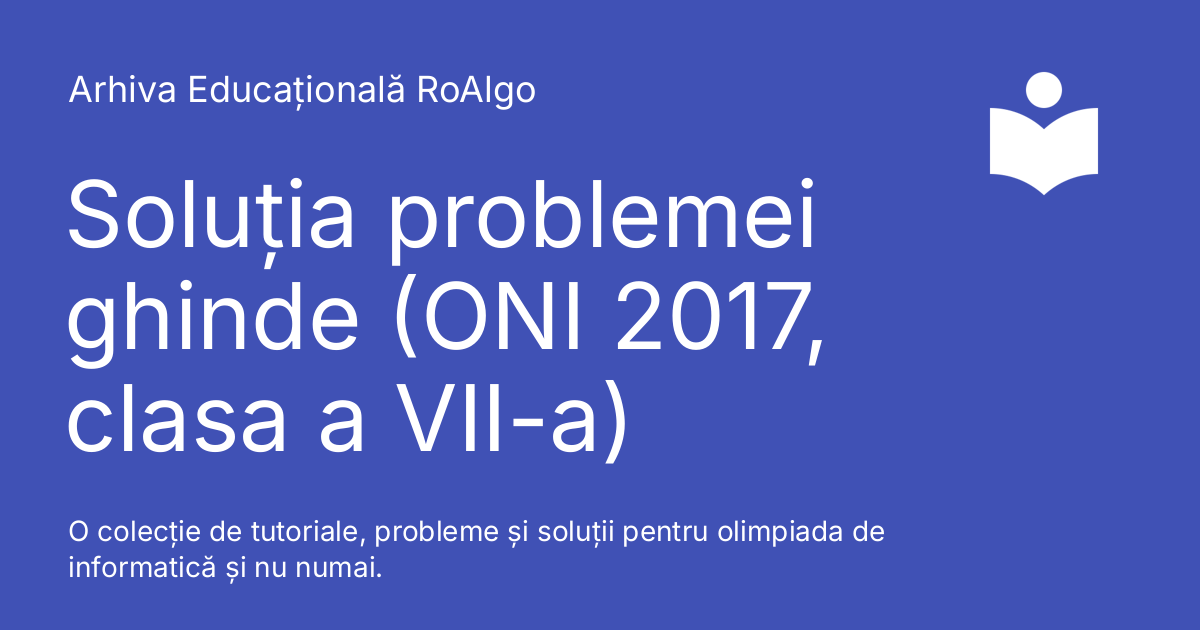 Arhiva Educațională RoAlgo
Soluția problemei
ghinde (ONI 2017,
clasa a VII-a)
O colecție de tutoriale, probleme și soluții pentru olimpiada de
informatică și nu numai.